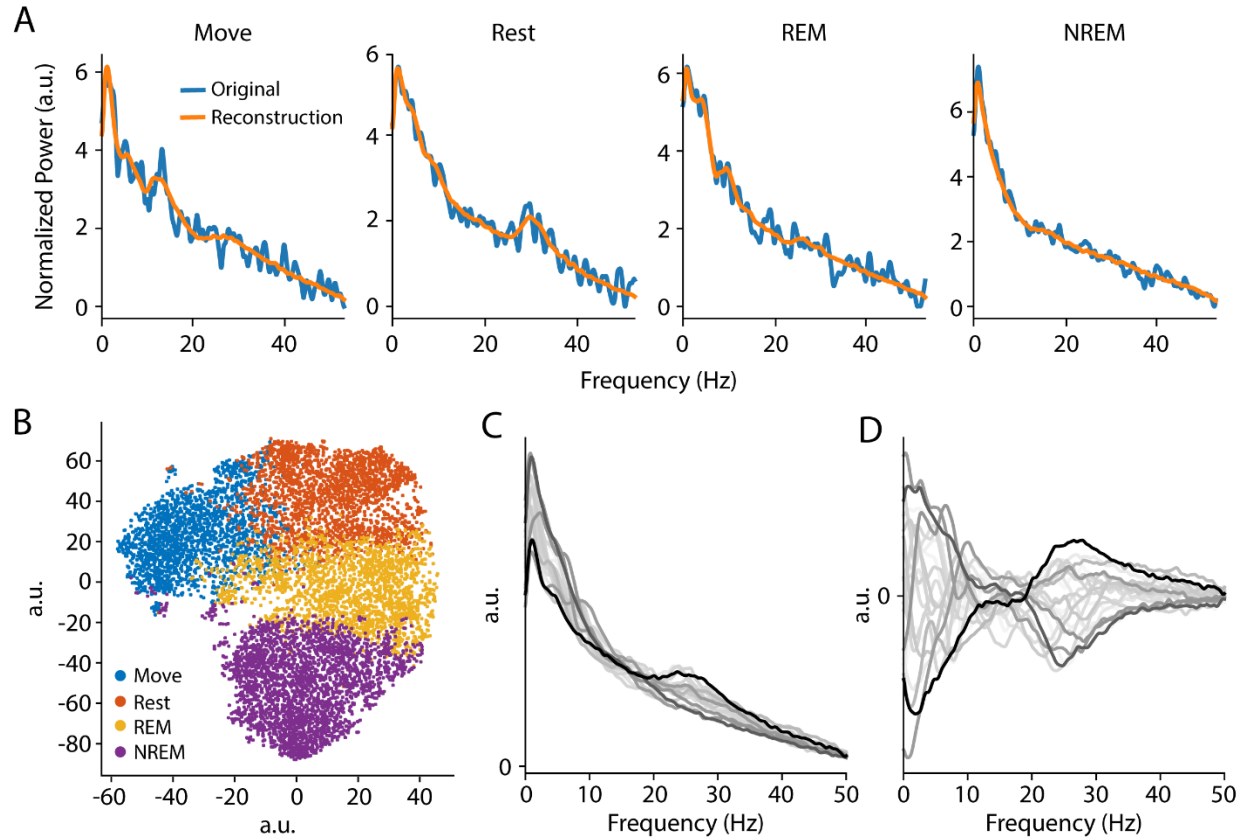 A
Move
Rest
REM
NREM
Normalized Power (a.u.)
Original
Reconstruction
6
4
2
0
6
4
2
0
6
4
2
0
6
4
2
0
0 20 40
0 20 40
0 20 40
0 20 40
Frequency (Hz)
B
60
40
20
0
-20
-40
-60
-80
a.u.
Move
Rest
REM
NREM
-60 -40 -20 0 20 40
a.u.
C
a.u.
0
0 10 20 30 40 50
Frequency (Hz)
D
a.u.
0
0 10 20 30 40 50
Frequency (Hz)